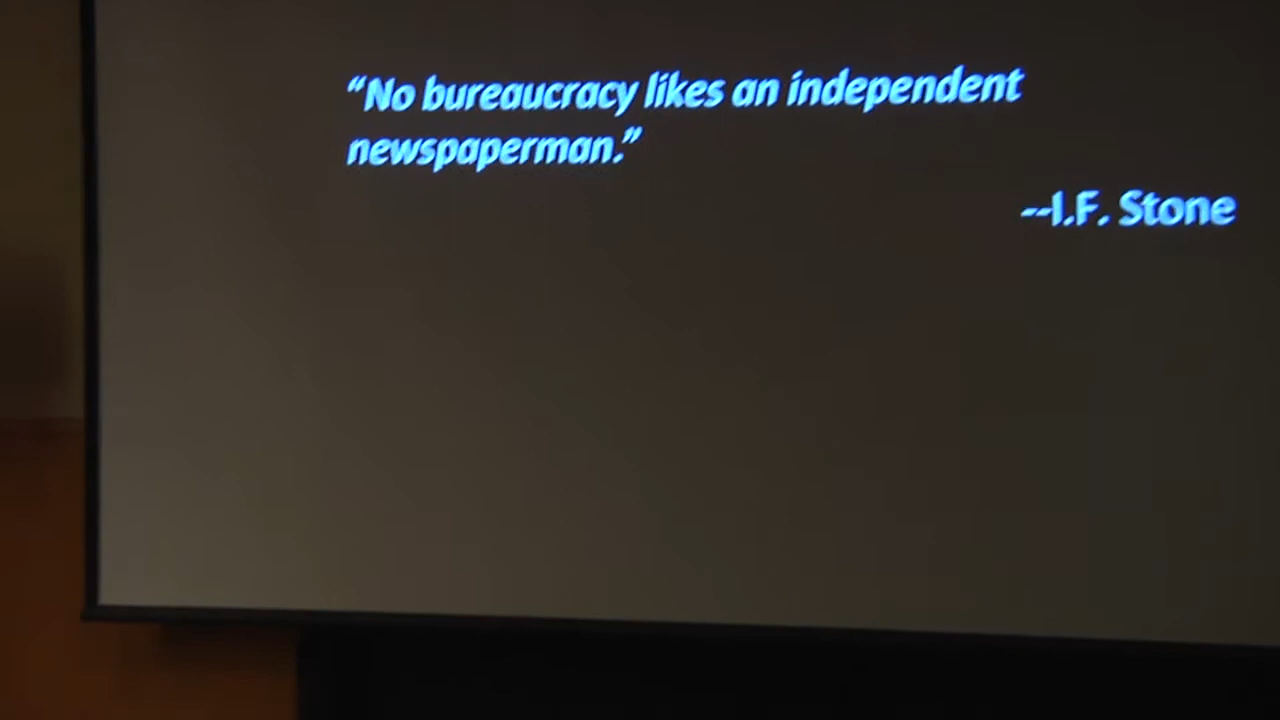 “No bureaucracy likes an independent
newspaperman.”
--I.F. Stone